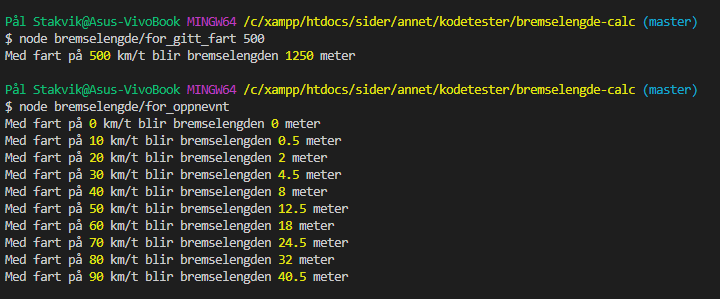 Pål Stakvik@Asus-VivoBook MINGW64 /c/xampp/htdocs/sider/annet/kodetester/bremselengde-calc (master)
$ node bremselengde/for_gitt_fart 500
Med fart på 500 km/t blir bremselengden 1250 meter
Pål Stakvik@Asus-VivoBook MINGW64 /c/xampp/htdocs/sider/annet/kodetester/bremselengde-calc (master)
$ node bremselengde/for_oppnevnt
Med fart på 0 km/t blir bremselengden 0 meter
Med fart på 10 km/t blir bremselengden 0.5 meter
Med fart på 20 km/t blir bremselengden 2 meter
Med fart på 30 km/t blir bremselengden 4.5 meter
Med fart på 40 km/t blir bremselengden 8 meter
Med fart på 50 km/t blir bremselengden 12.5 meter
Med fart på 60 km/t blir bremselengden 18 meter
Med fart på 70 km/t blir bremselengden 24.5 meter
Med fart på 80 km/t blir bremselengden 32 meter
Med fart på 90 km/t blir bremselengden 40.5 meter